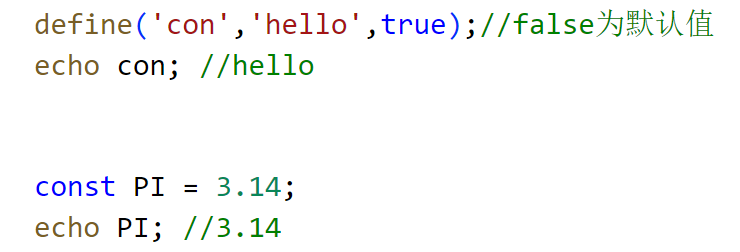 define('con','hello',true);//false为默认值
echo con; //hello
const PI = 3.14;
echo PI; //3.14